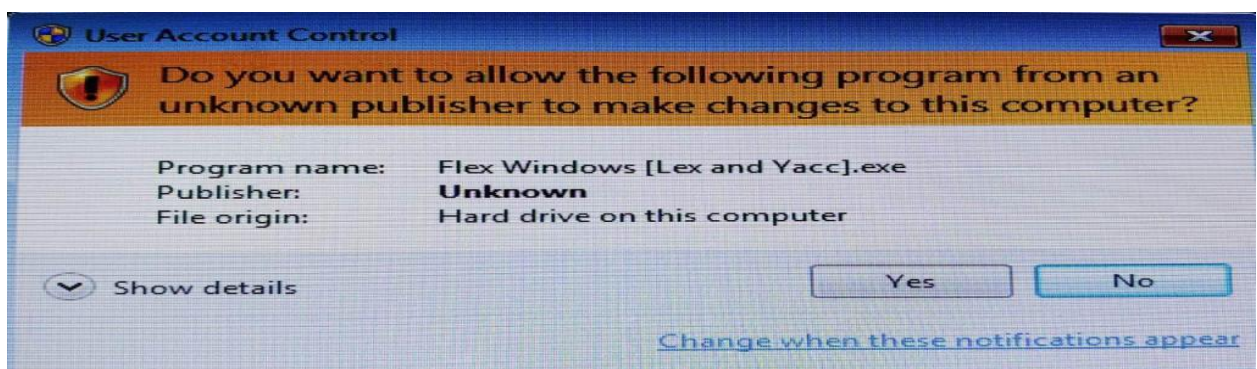 User Account Control
Do you want to allow the following program from an
unknown publisher to make changes to this computer?
Program name: Flex Windows [Lex and Yacc].exe
Publisher: Unknown
File origin: Hard drive on this computer
Show details
Yes
No
Change when these notifications appear